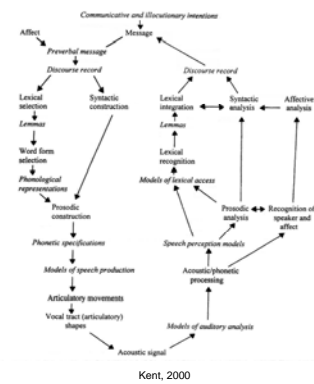 Communicative and illocutionary intentions
Affect
Message
Preverbal message
Discourse record
Discourse record
Lexical
selection
Syntactic
construction
Lexical
integration
Syntactic
analysis
Affective
analysis
Lemmas
Lemmas
Word form
selection
Lexical
recognition
Phonological
representations
Models of lexical access
Prosodic
construction
Prosodic
analysis
Recognition of
speaker and
affect
Phonetic specifications
Speech perception models
Models of speech production
Acoustic/phonetic
processing
Articulatory movements
Vocal tract (articulatory)
shapes
Models of auditory analysis
Acoustic signal
Kent, 2000